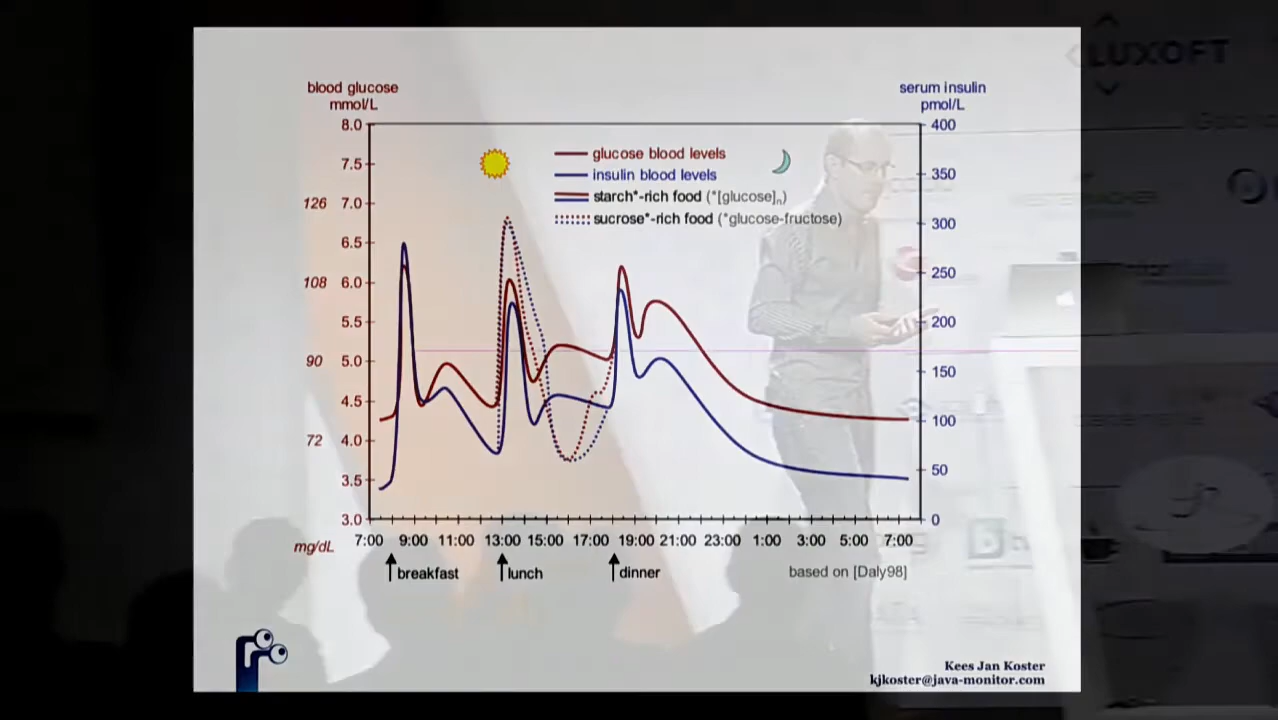 LUXOFT
blood glucose
mmol/L
serum insulin
pmol/L
8.0
7.5
126 7.0
6.5
108 6.0
5.5
90 5.0
4.5
72 4.0
3.5
3.0
mg/dL
400
350
300
250
200
150
100
50
0
glucose blood levels
insulin blood levels
starch*-rich food (*[glucose]n)
sucrose*-rich food (*glucose-fructose)
7:00 9:00 11:00 13:00 15:00 17:00 19:00 21:00 23:00 1:00 3:00 5:00 7:00
breakfast lunch dinner
based on [Daly98]
Kees Jan Koster
kjkoster@java-monitor.com